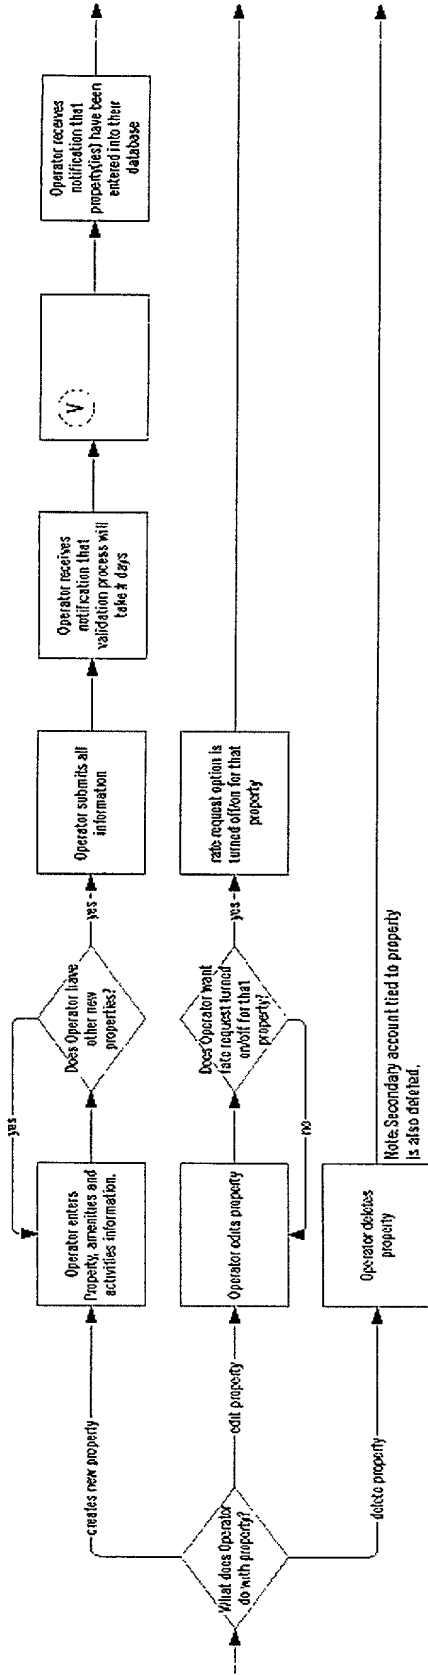 What does Operator
do with property?
creates new property
edit property
delete property
Operator enters
Property, amenities and
activities information.
yes
Does Operator have
other new
properties?
yes
Operator submits all
information
Operator receives
notification that
validation process will
take # days
V
Operator receives
notification that
property(ies) have been
entered into their
database
Operator edits property
no
Does Operator want
rate request turned
on/off for that
property?
yes
rate request option is
turned off/on for that
property
Operator deletes
property
Note:Secondary account tied to property
is also deleted.